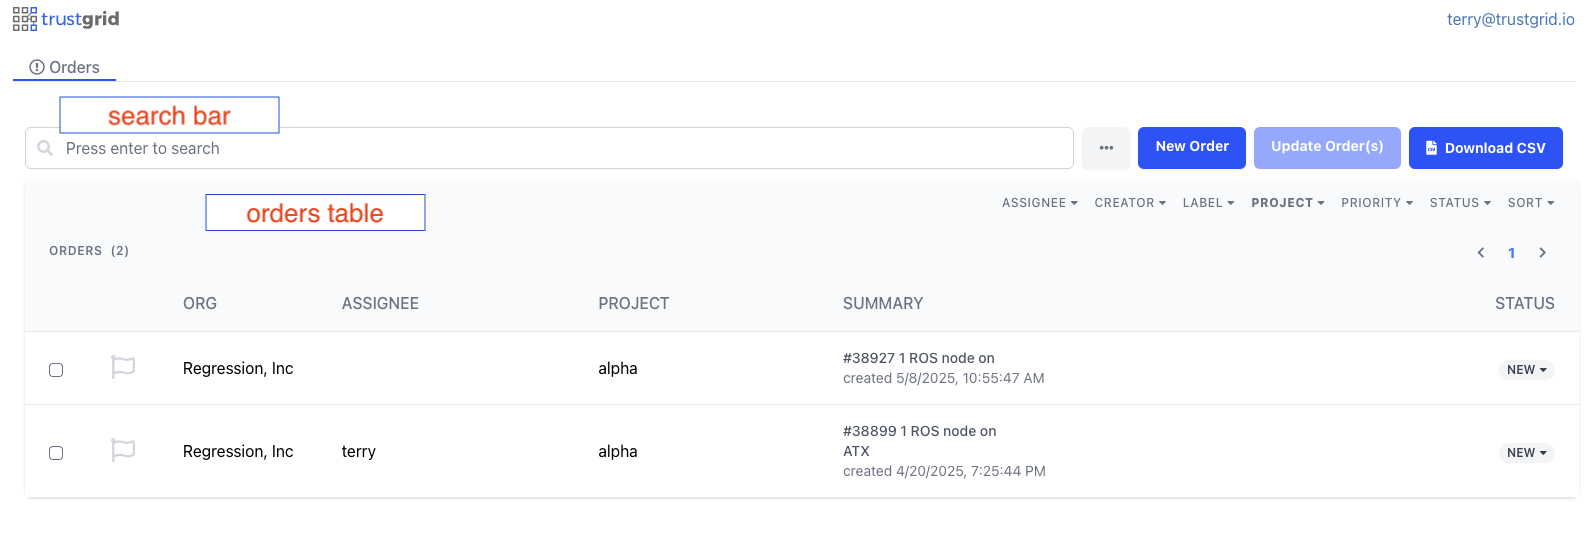 trustgrid
terry@trustgrid.io
Orders
search bar
Press enter to search
••• New Order Update Order(s) Download CSV
orders table
ASSIGNEE CREATOR LABEL PROJECT PRIORITY STATUS SORT
ORDERS (2)
1
ORG ASSIGNEE PROJECT SUMMARY STATUS
Regression, Inc alpha #38927 1 ROS node on NEW
created 5/8/2025, 10:55:47 AM
Regression, Inc terry alpha #38899 1 ROS node on NEW
ATX
created 4/20/2025, 7:25:44 PM